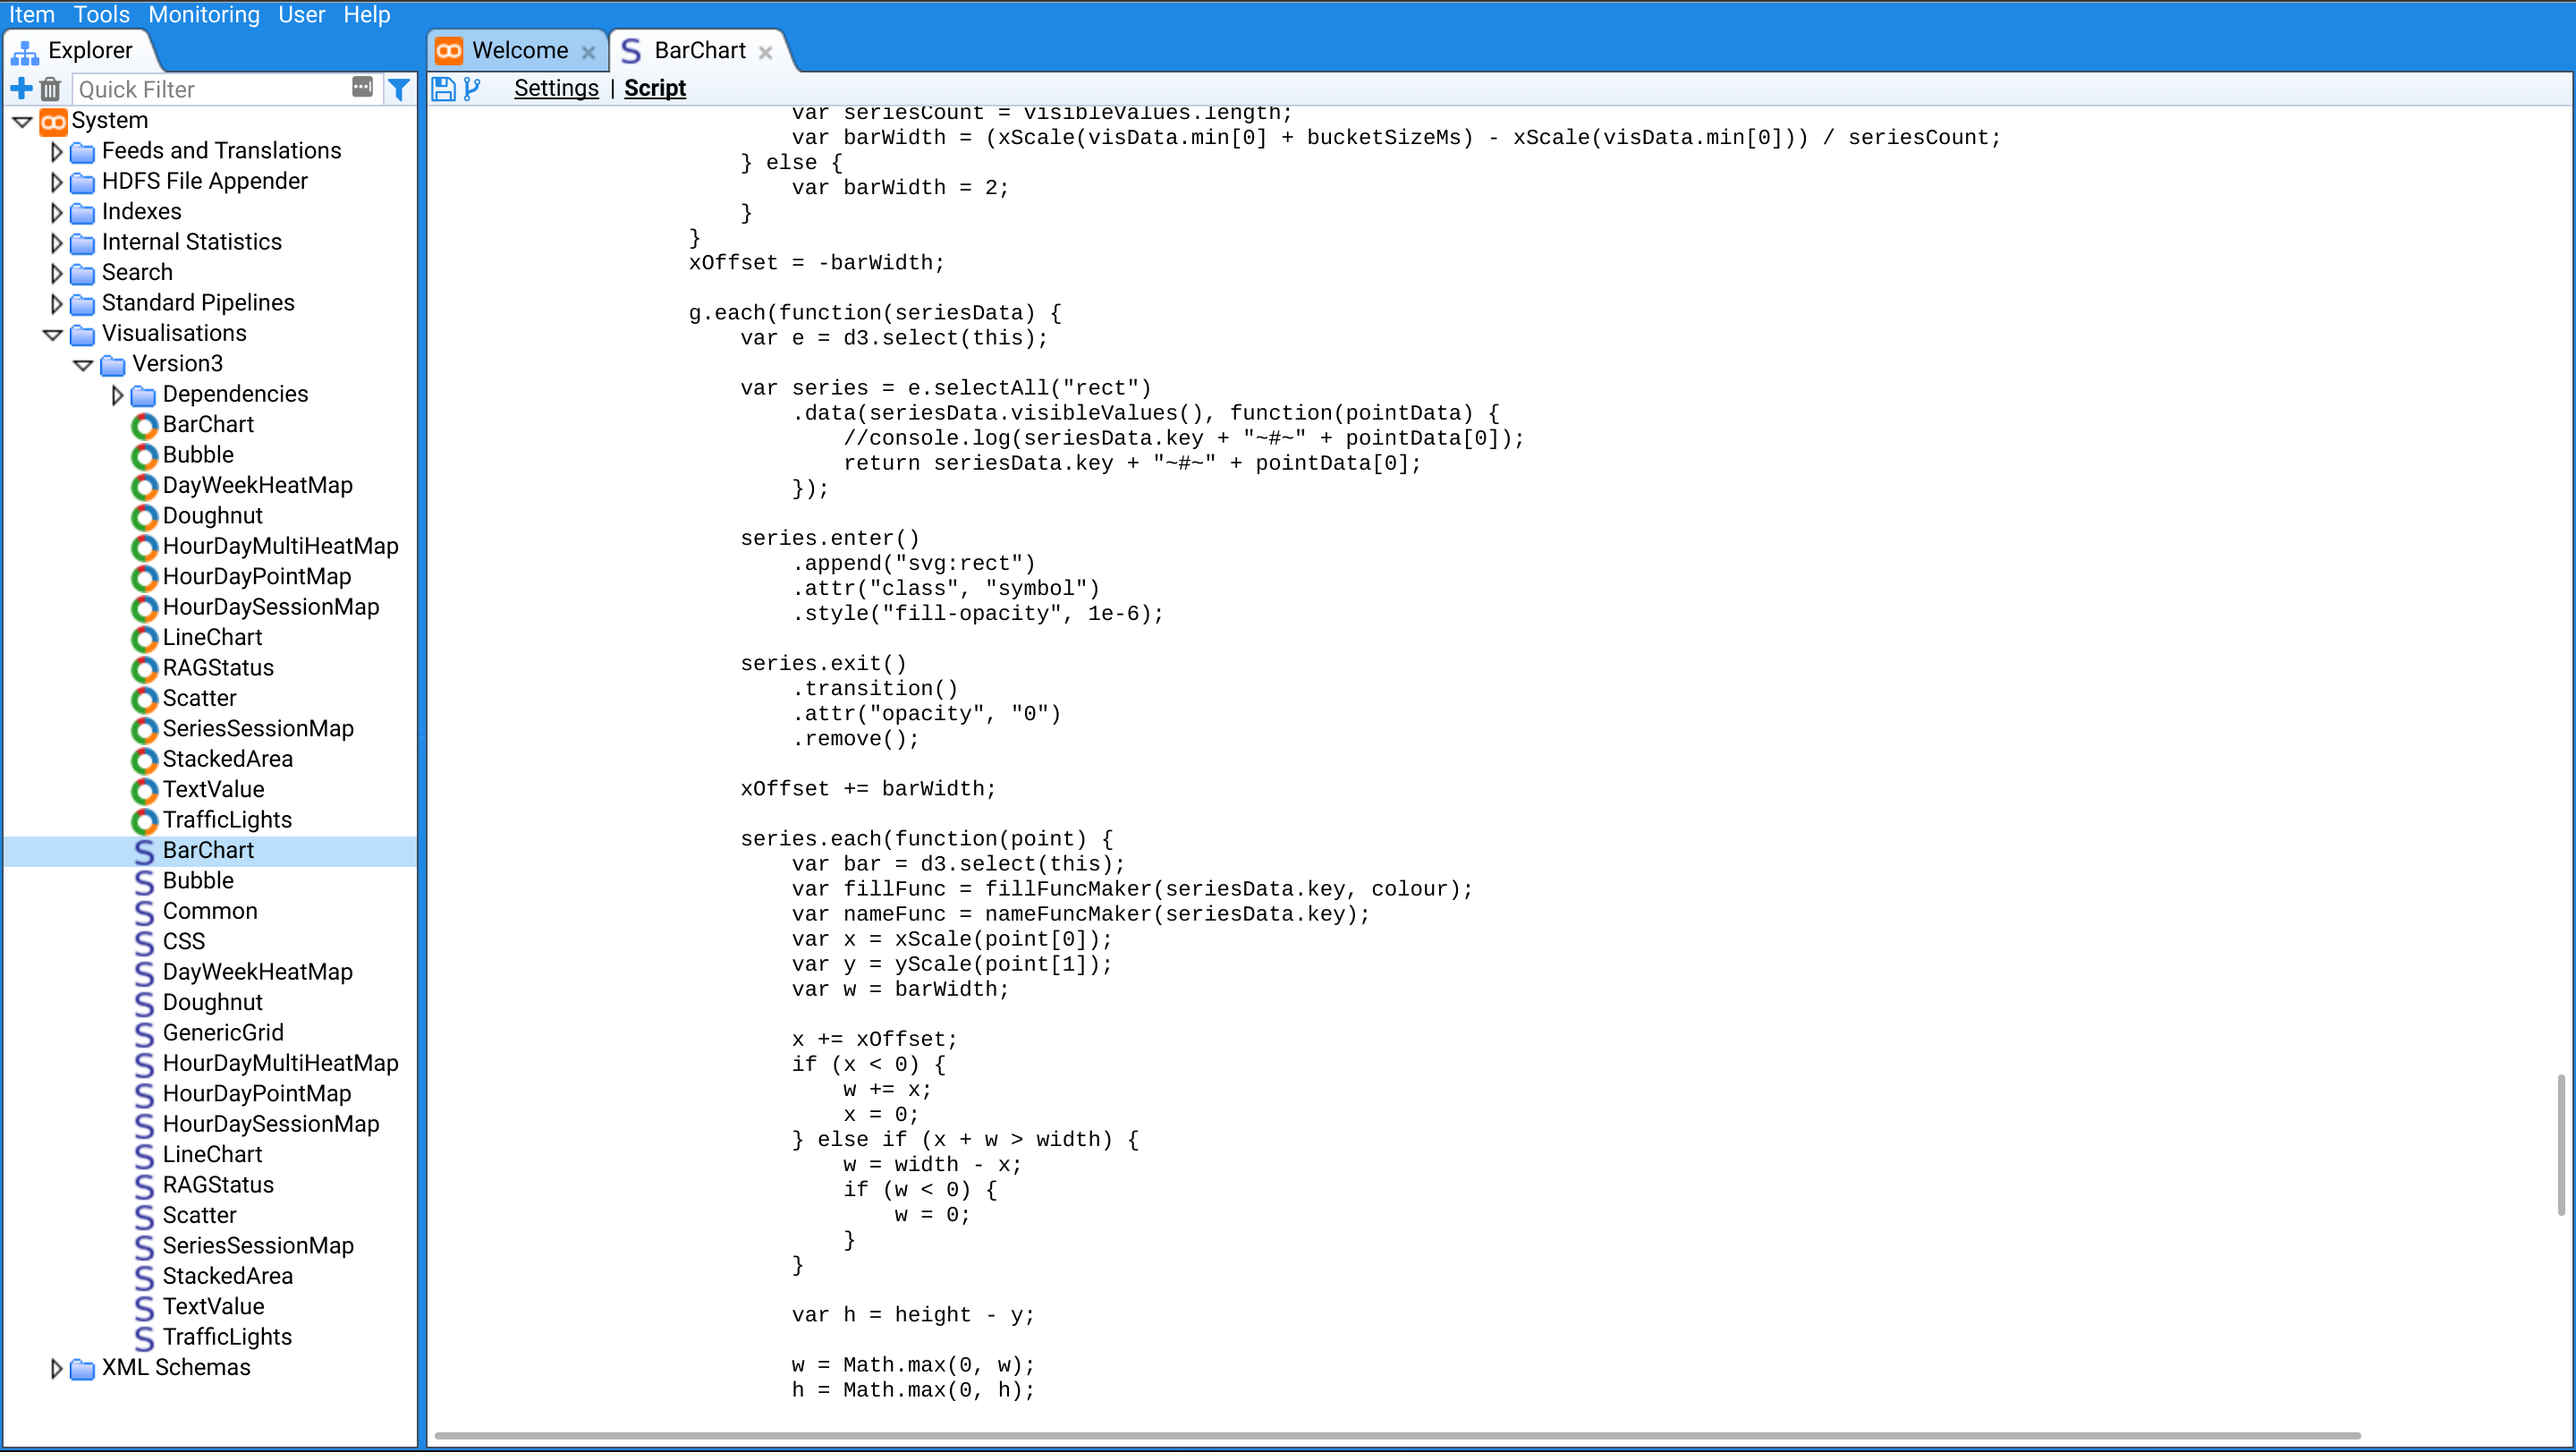 Item Tools Monitoring User Help
Explorer
Quick Filter
System
Feeds and Translations
HDFS File Appender
Indexes
Internal Statistics
Search
Standard Pipelines
Visualisations
Version3
Dependencies
BarChart
Bubble
DayWeekHeatMap
Doughnut
HourDayMultiHeatMap
HourDayPointMap
HourDaySessionMap
LineChart
RAGStatus
Scatter
SeriesSessionMap
StackedArea
TextValue
TrafficLights
BarChart
Bubble
Common
CSS
DayWeekHeatMap
Doughnut
GenericGrid
HourDayMultiHeatMap
HourDayPointMap
HourDaySessionMap
LineChart
RAGStatus
Scatter
SeriesSessionMap
StackedArea
TextValue
TrafficLights
XML Schemas
Welcome
BarChart
Settings | Script
var seriesCount = visibleValues.length;
var barWidth = (xScale(visData.min[0] + bucketSizeMs) - xScale(visData.min[0])) / seriesCount;
} else {
var barWidth = 2;
}
}
xOffset = -barWidth;
g.each(function(seriesData) {
var e = d3.select(this);
var series = e.selectAll("rect")
.data(seriesData.visibleValues(), function(pointData) {
//console.log(seriesData.key + "~#~" + pointData[0]);
return seriesData.key + "~#~" + pointData[0];
});
series.enter()
.append("svg:rect")
.attr("class", "symbol")
.style("fill-opacity", 1e-6);
series.exit()
.transition()
.attr("opacity", "0")
.remove();
xOffset += barWidth;
series.each(function(point) {
var bar = d3.select(this);
var fillFunc = fillFuncMaker(seriesData.key, colour);
var nameFunc = nameFuncMaker(seriesData.key);
var x = xScale(point[0]);
var y = yScale(point[1]);
var w = barWidth;
x += xOffset;
if (x < 0) {
w += x;
x = 0;
} else if (x + w > width) {
w = width - x;
if (w < 0) {
w = 0;
}
}
var h = height - y;
w = Math.max(0, w);
h = Math.max(0, h);